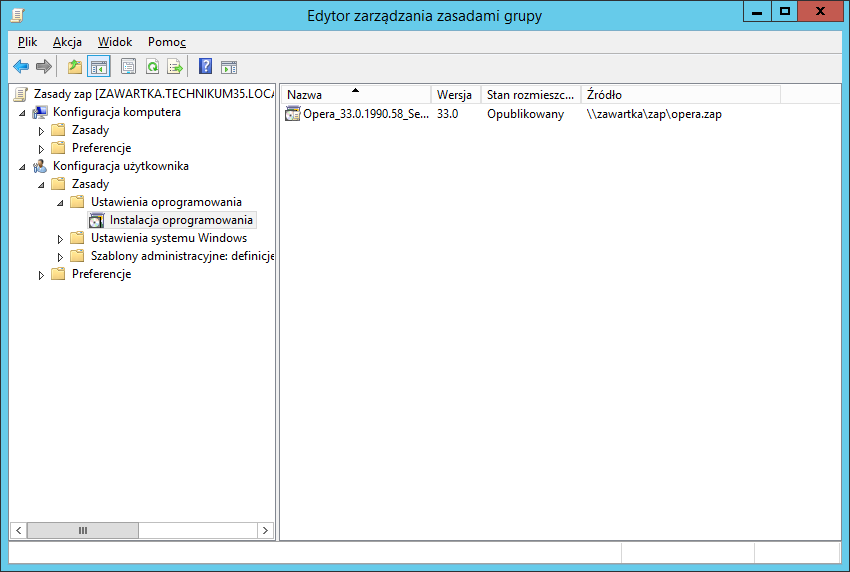 Edytor zarządzania zasadami grupy
Plik Akcja Widok Pomoc
Zasady zap [ZAWARTKA.TECHNIKUM35.LOCA
Konfiguracja komputera
Zasady
Preferencje
Konfiguracja użytkownika
Zasady
Ustawienia oprogramowania
Instalacja oprogramowania
Ustawienia systemu Windows
Szablony administracyjne: definicje
Preferencje
Nazwa Wersja Stan rozmieszc... Źródło
Opera_33.0.1990.58_Se... 33.0 Opublikowany \\zawartka\zap\opera.zap